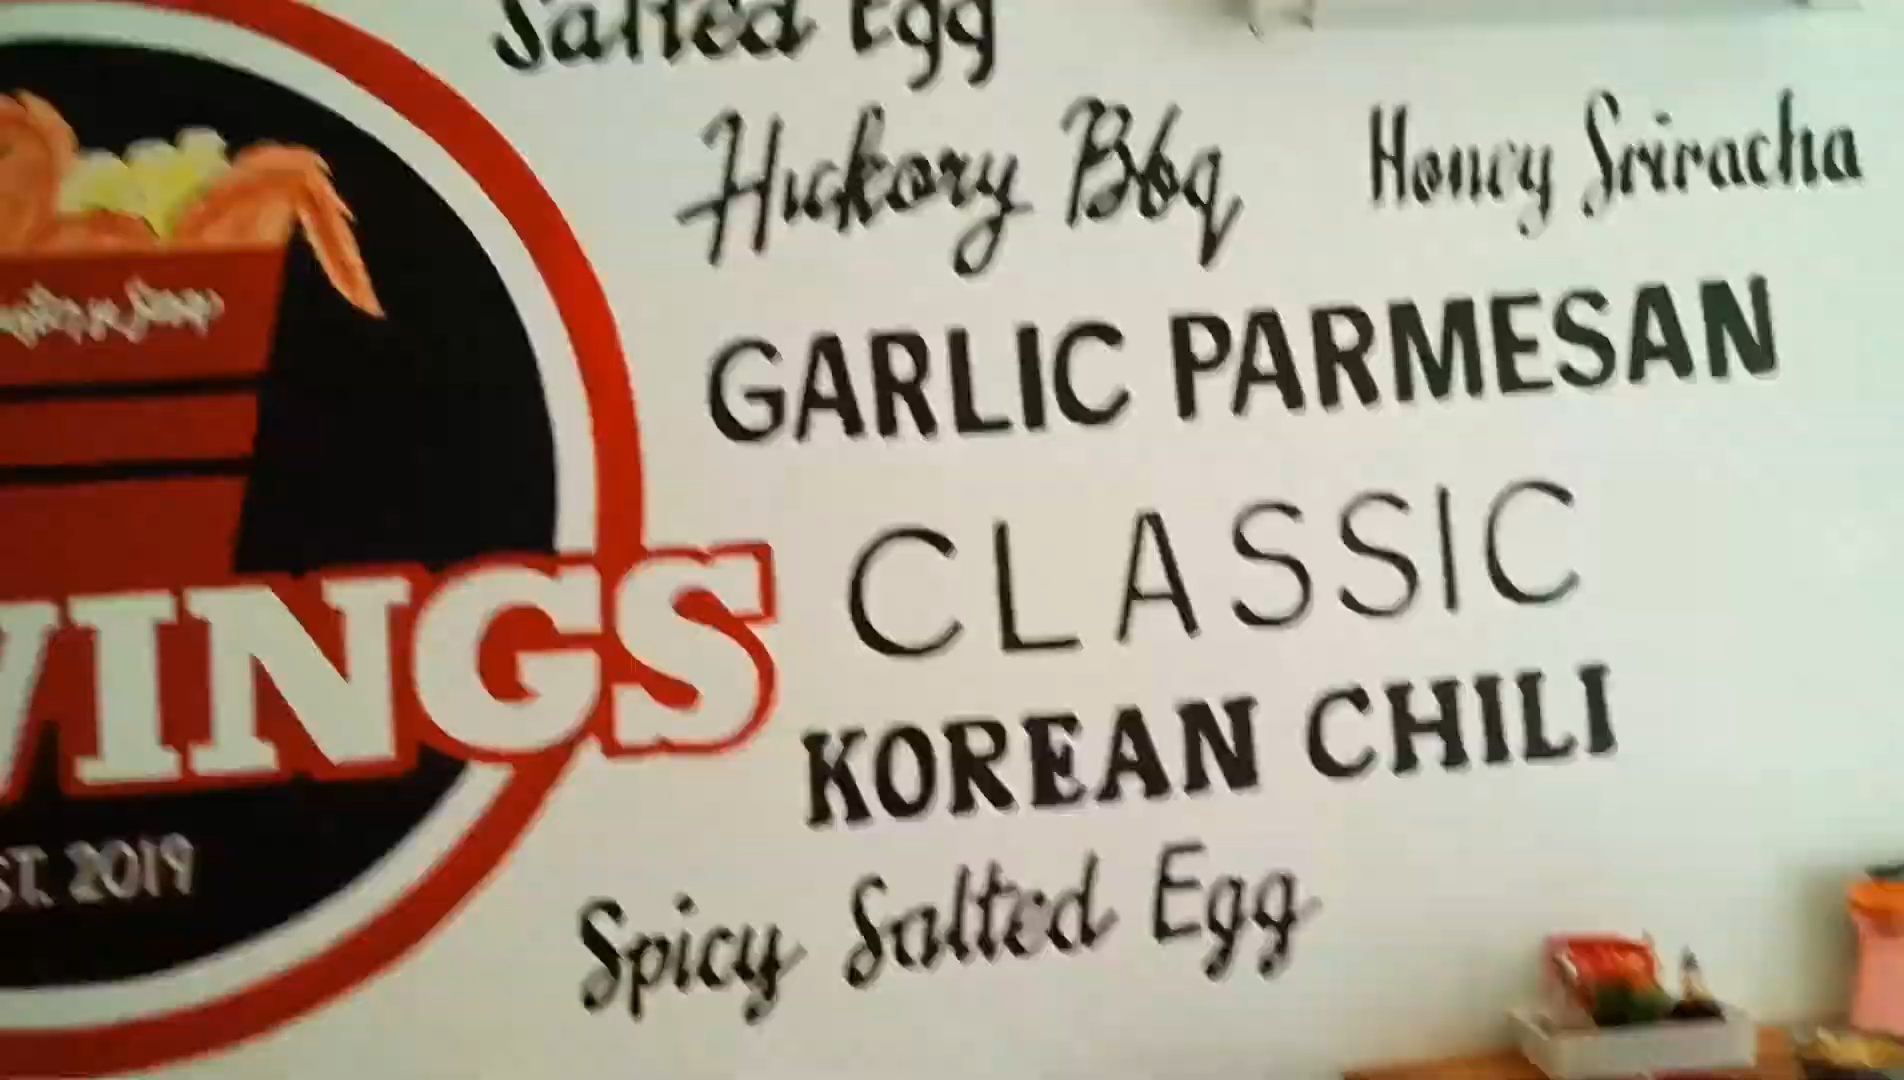 Salted Egg
Hickory Bbq
Honey Sriracha
GARLIC PARMESAN
CLASSIC
WINGS
KOREAN CHILI
EST. 2019
Spicy Salted Egg